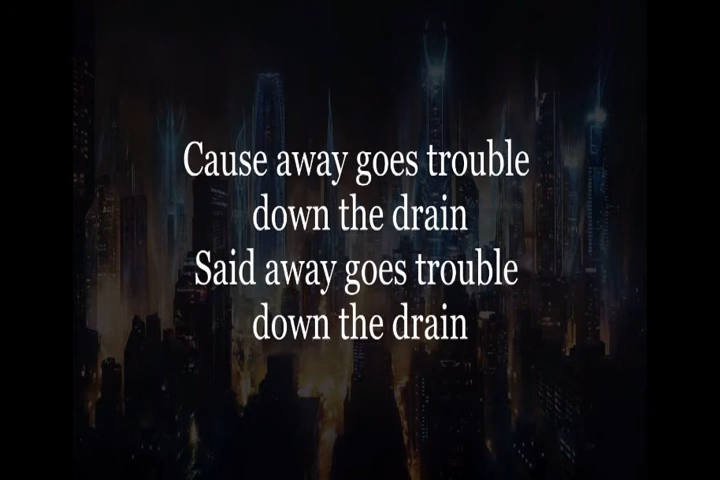 Cause away goes trouble
down the drain
Said away goes trouble
down the drain